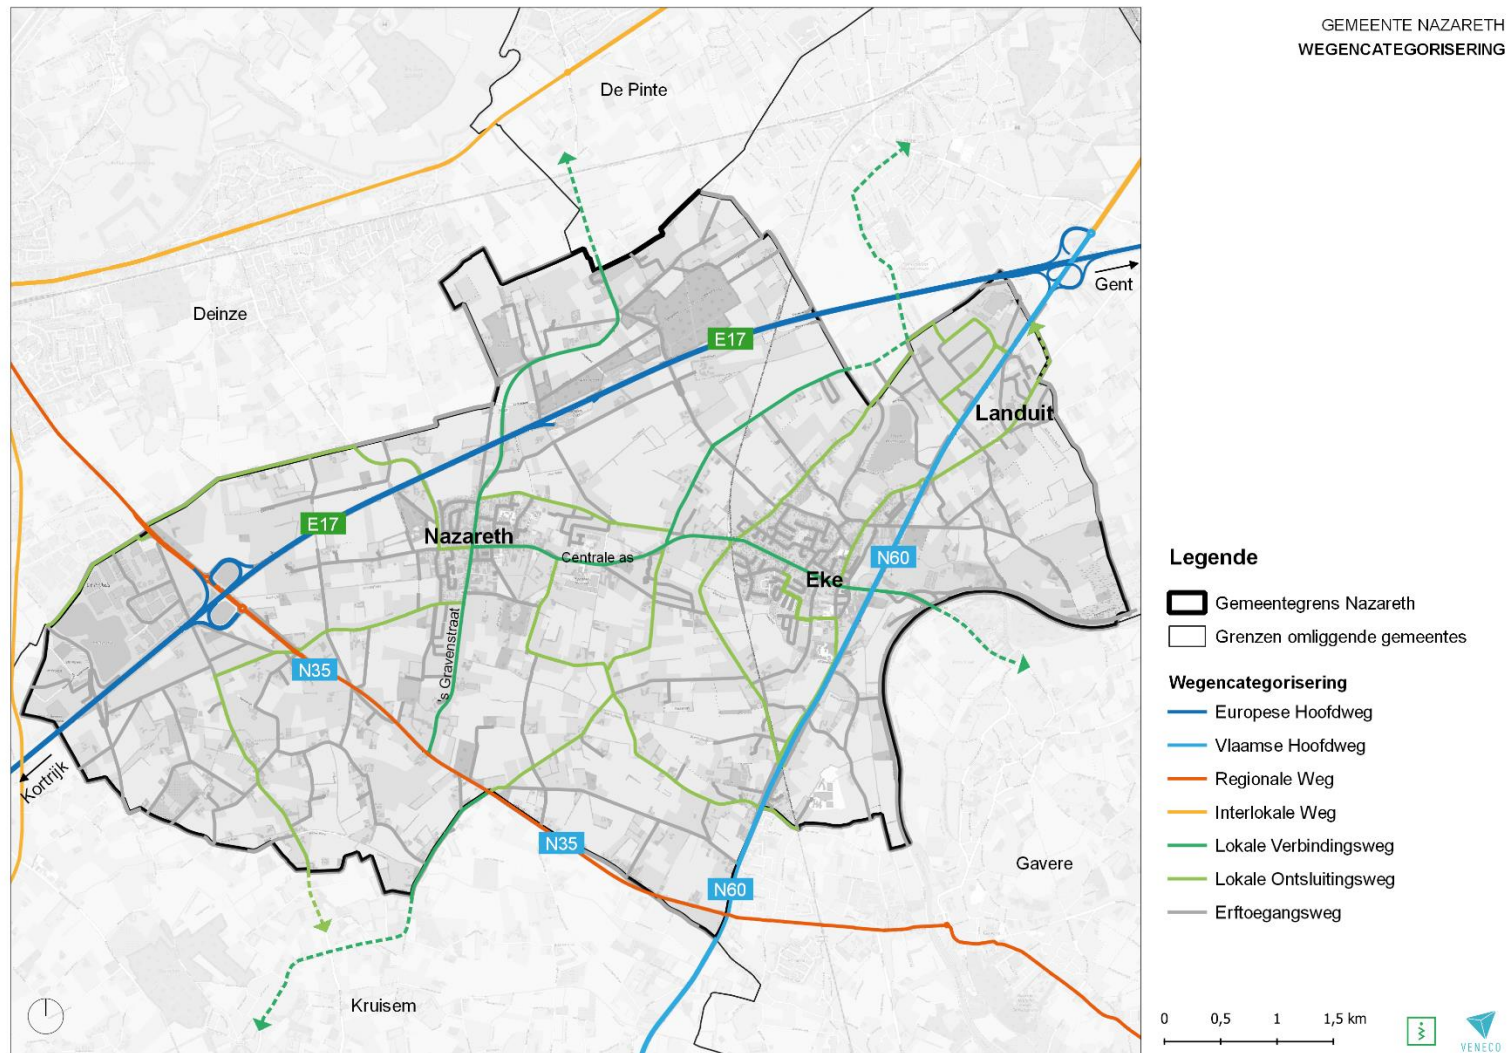 GEMEENTE NAZARETH
WEGENCATEGORISERING
De Pinte
Gent
Deinze
E17
Landuit
E17
Nazareth
Centrale as
N60
Eke
's Gravenstraat
N35
Kortrijk
N35
Gavere
N60
Kruisem
Legende
Gemeentegrens Nazareth
Grenzen omliggende gemeentes
Wegencategorisering
Europese Hoofdweg
Vlaamse Hoofdweg
Regionale Weg
Interlokale Weg
Lokale Verbindingsweg
Lokale Ontsluitingsweg
Erftoegangsweg
0 0,5 1 1,5 km
VENECO